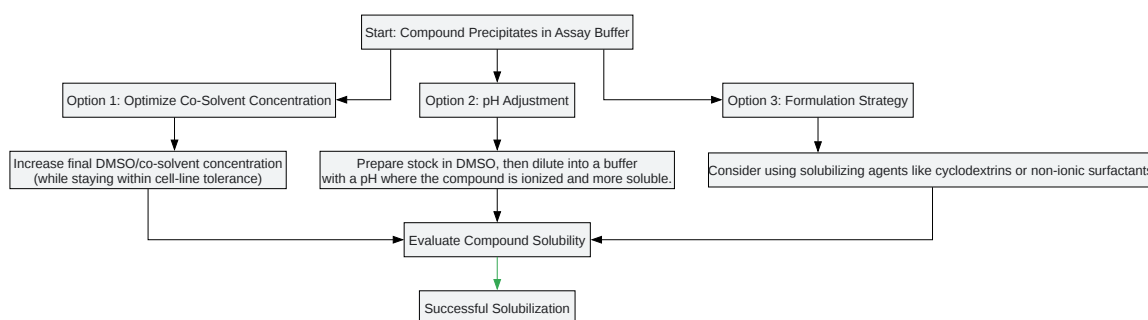 Start: Compound Precipitates in Assay Buffer
Option 1: Optimize Co-Solvent Concentration
Option 2: pH Adjustment
Option 3: Formulation Strategy
Increase final DMSO/co-solvent concentration
(while staying within cell-line tolerance)
Prepare stock in DMSO, then dilute into a buffer
with a pH where the compound is ionized and more soluble.
Consider using solubilizing agents like cyclodextrins or non-ionic surfactants
Evaluate Compound Solubility
Successful Solubilization